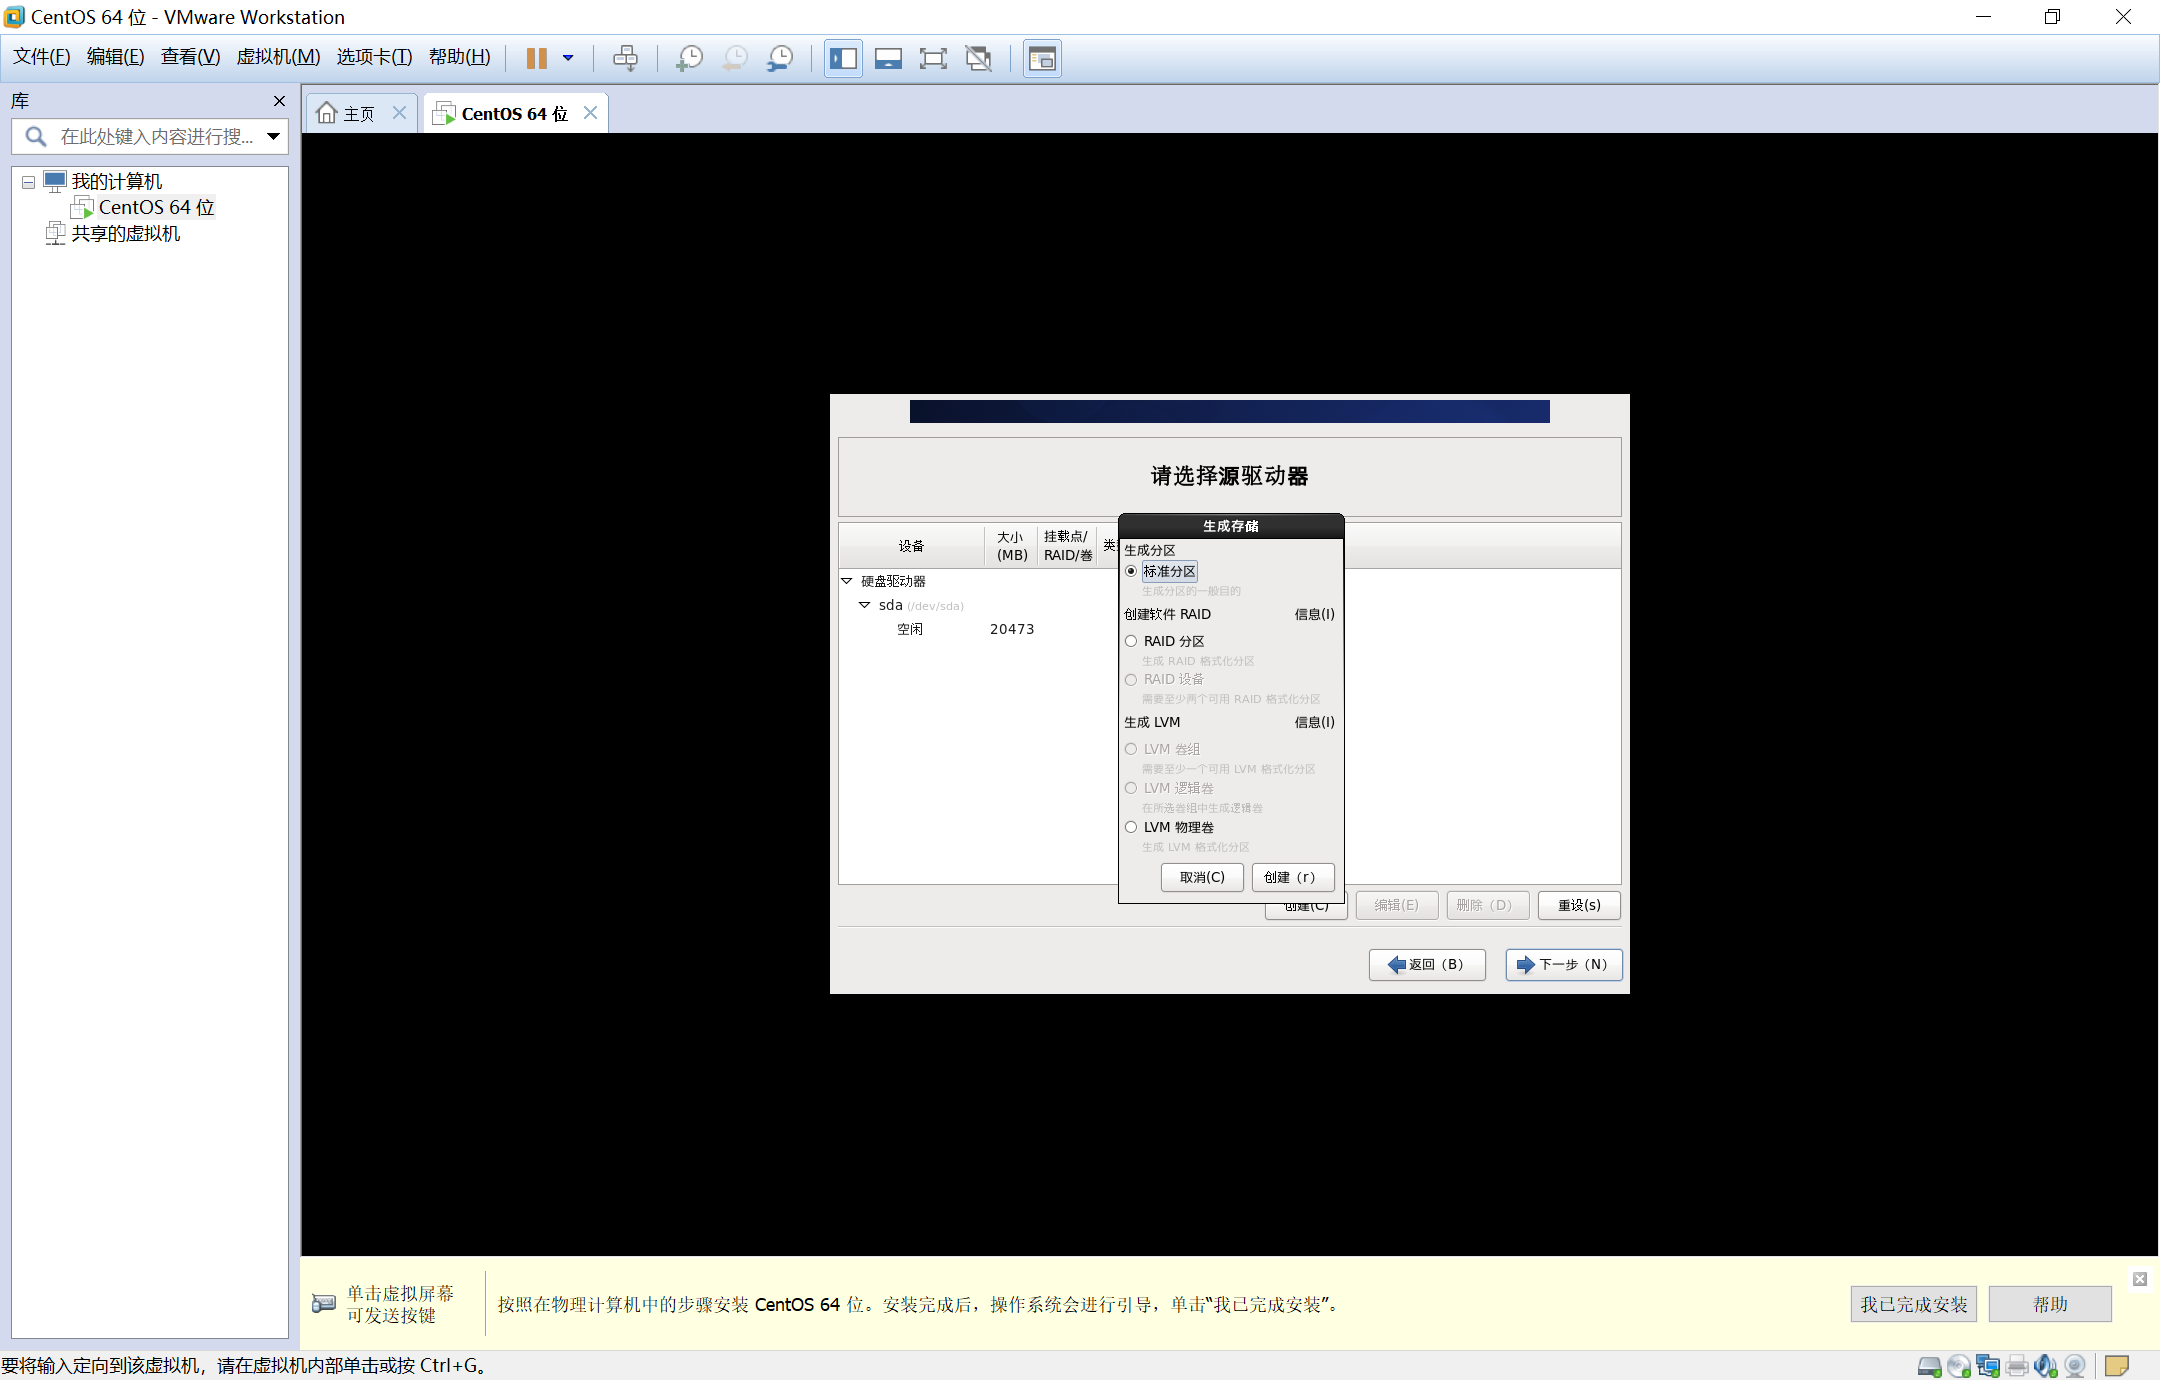 CentOS 64 位 - VMware Workstation
文件(F) 编辑(E) 查看(V) 虚拟机(M) 选项卡(T) 帮助(H)
库
在此处键入内容进行搜...
我的计算机
CentOS 64 位
共享的虚拟机
主页
CentOS 64 位
请选择源驱动器
设备
大小
(MB)
挂载点/
RAID/卷
硬盘驱动器
sda (/dev/sda)
空闲 20473
生成存储
生成分区
标准分区
生成分区的一般目的
创建软件 RAID 信息(I)
RAID 分区
生成 RAID 格式化分区
RAID 设备
需要至少两个可用 RAID 格式化分区
生成 LVM 信息(I)
LVM 卷组
需要至少一个可用 LVM 格式化分区
LVM 逻辑卷
在所选卷组中生成逻辑卷
LVM 物理卷
生成 LVM 格式化分区
取消(C) 创建（r）
创建(C) 编辑(E) 删除（D） 重设(s)
返回（B） 下一步（N）
单击虚拟屏幕
可发送按键
按照在物理计算机中的步骤安装 CentOS 64 位。安装完成后，操作系统会进行引导，单击“我已完成安装”。
我已完成安装 帮助
要将输入定向到该虚拟机，请在虚拟机内部单击或按 Ctrl+G。